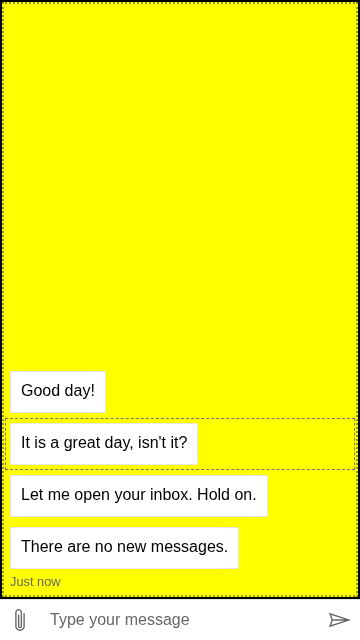 Good day!
It is a great day, isn't it?
Let me open your inbox. Hold on.
There are no new messages.
Just now
Type your message